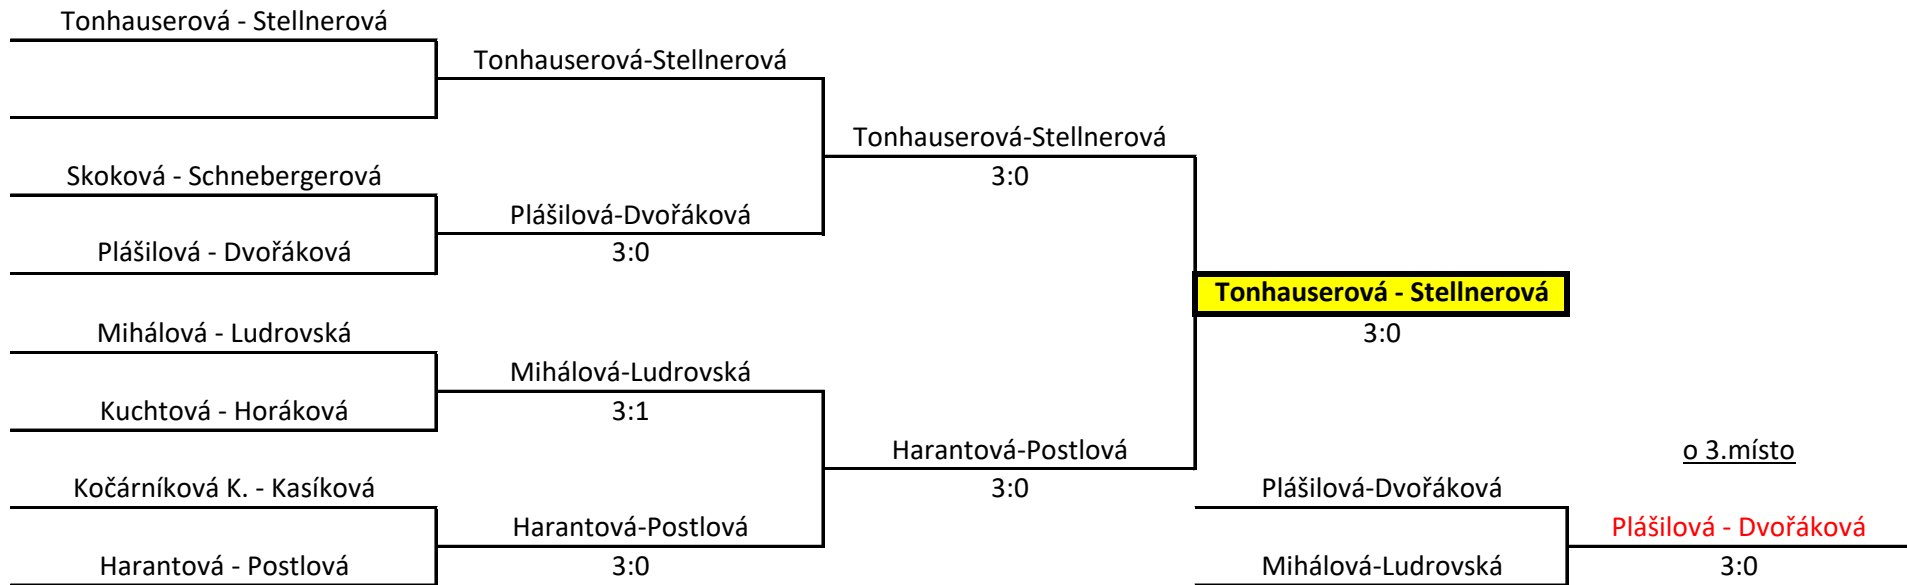 Tonhauserová - Stellnerová
Tonhauserová-Stellnerová
Tonhauserová-Stellnerová
3:0
Skoková - Schnebergerová
Plášilová-Dvořáková
3:0
Plášilová - Dvořáková
Tonhauserová - Stellnerová
3:0
Mihálová - Ludrovská
Mihálová-Ludrovská
3:1
Kuchtová - Horáková
Harantová-Postlová
3:0
o 3.místo
Kočárníková K. - Kasíková
Plášilová-Dvořáková
Harantová-Postlová
3:0
Plášilová - Dvořáková
3:0
Harantová - Postlová
Mihálová-Ludrovská